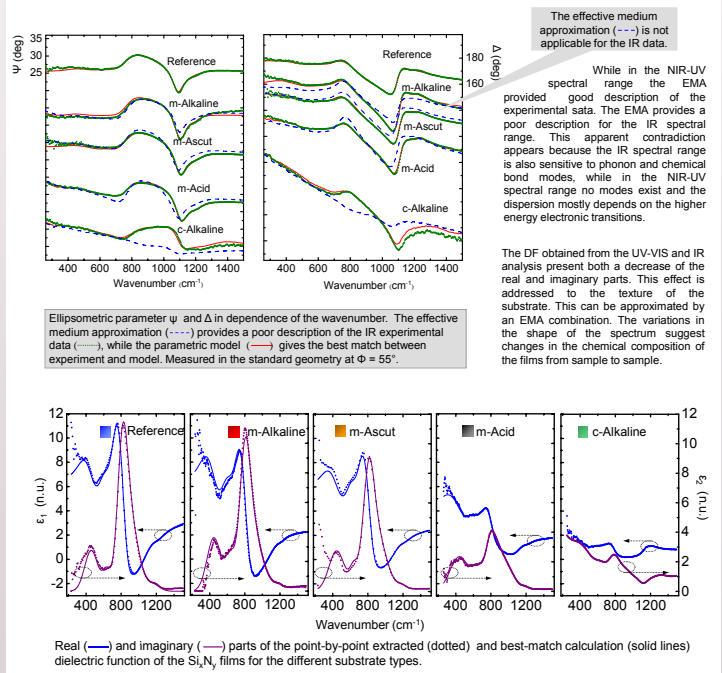 The effective medium
approximation (---) is not
applicable for the IR data.
35
30
25
Ψ (deg)
Reference
m-Alkaline
m-Ascut
m-Acid
c-Alkaline
400 600 800 1000 1200 1400
Wavenumber (cm-1)
Reference
m-Alkaline
m-Ascut
m-Acid
c-Alkaline
180
160
Δ (deg)
400 600 800 1000 1200 1400
Wavenumber (cm-1)
While in the NIR-UV
spectral range the EMA
provided good description of the
experimental sata. The EMA provides a
poor description for the IR spectral
range. This apparent contradition
appears because the IR spectral range
is also sensitive to phonon and chemical
bond modes, while in the NIR-UV
spectral range no modes exist and the
dispersion mostly depends on the higher
energy electronic transitions.
The DF obtained from the UV-VIS and IR
analysis present both a decrease of the
real and imaginary parts. This effect is
addressed to the texture of the
substrate. This can be approximated by
an EMA combination. The variations in
the shape of the spectrum suggest
changes in the chemical composition of
the films from sample to sample.
Ellipsometric parameter ψ and Δ in dependence of the wavenumber. The effective
medium approximation (----) provides a poor description of the IR experimental
data (········), while the parametric model (——) gives the best match between
experiment and model. Measured in the standard geometry at Φ = 55°.
12
10
8
6
4
2
0
-2
ε1 (n.u.)
Reference
m-Alkaline
m-Ascut
m-Acid
c-Alkaline
12
10
8
6
4
2
0
ε2 (n.u.)
400 800 1200
400 800 1200
400 800 1200
400 800 1200
400 800 1200
Wavenumber (cm-1)
Real (——) and imaginary (——) parts of the point-by-point extracted (dotted) and best-match calculation (solid lines)
dielectric function of the SixNy films for the different substrate types.